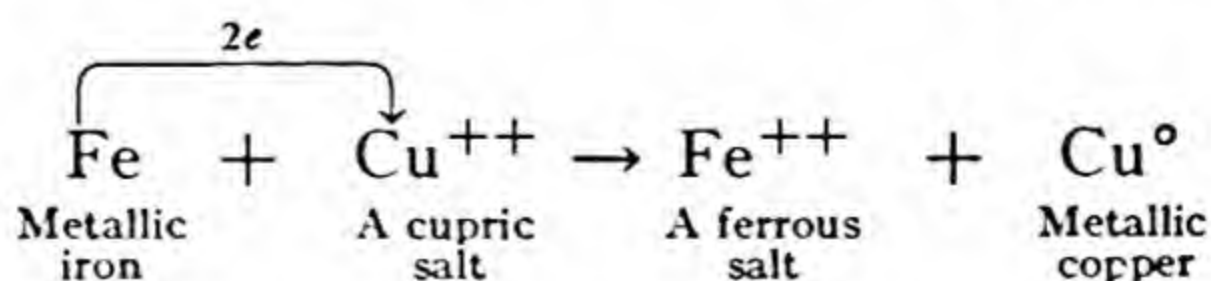 2e
Fe + Cu++ → Fe++ + Cu°
Metallic iron A cupric salt A ferrous salt Metallic copper